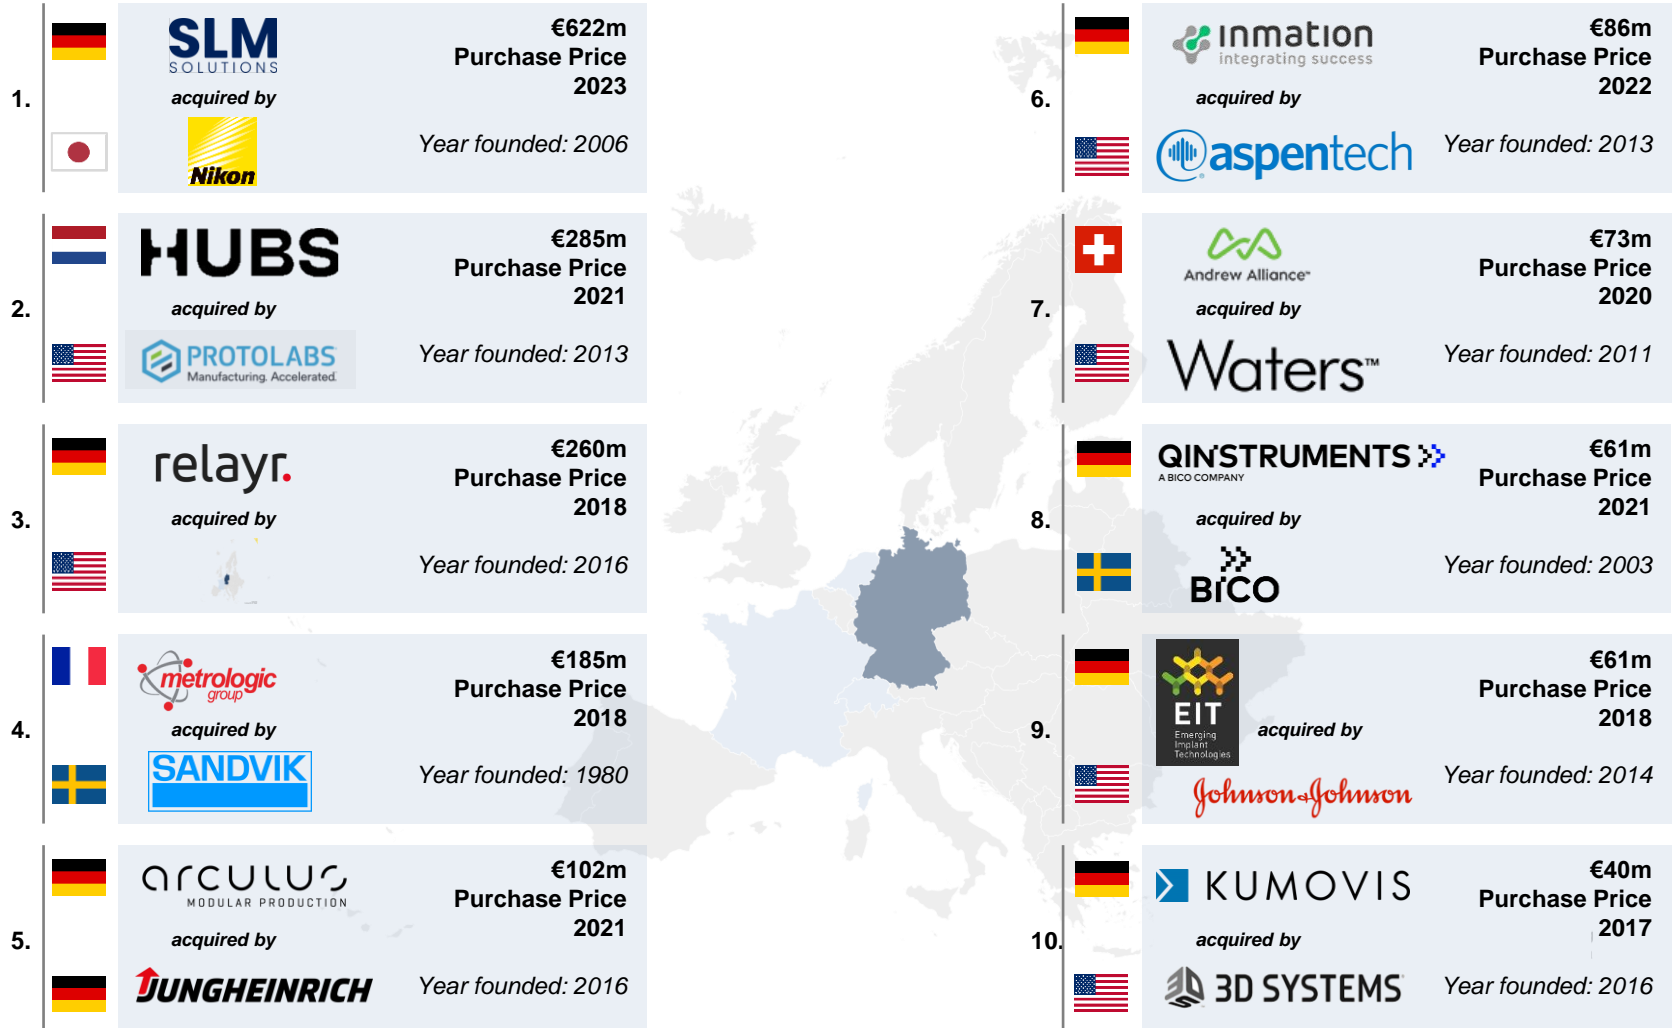 1.
SLM
SOLUTIONS
acquired by
Nikon
€622m
Purchase Price
2023
Year founded: 2006
2.
HUBS
acquired by
PROTOLABS
Manufacturing. Accelerated.
€285m
Purchase Price
2021
Year founded: 2013
3.
relayr.
acquired by
€260m
Purchase Price
2018
Year founded: 2016
4.
metrologic
group
acquired by
SANDVIK
€185m
Purchase Price
2018
Year founded: 1980
5.
arculus
MODULAR PRODUCTION
acquired by
JUNGHEINRICH
€102m
Purchase Price
2021
Year founded: 2016
6.
inmation
integrating success
acquired by
aspentech
€86m
Purchase Price
2022
Year founded: 2013
7.
Andrew Alliance™
acquired by
Waters™
€73m
Purchase Price
2020
Year founded: 2011
8.
QINSTRUMENTS
A BICO COMPANY
acquired by
BICO
€61m
Purchase Price
2021
Year founded: 2003
9.
EIT
Emerging
Implant
Technologies
acquired by
Johnson&Johnson
€61m
Purchase Price
2018
Year founded: 2014
10.
KUMOVIS
acquired by
3D SYSTEMS
€40m
Purchase Price
2017
Year founded: 2016